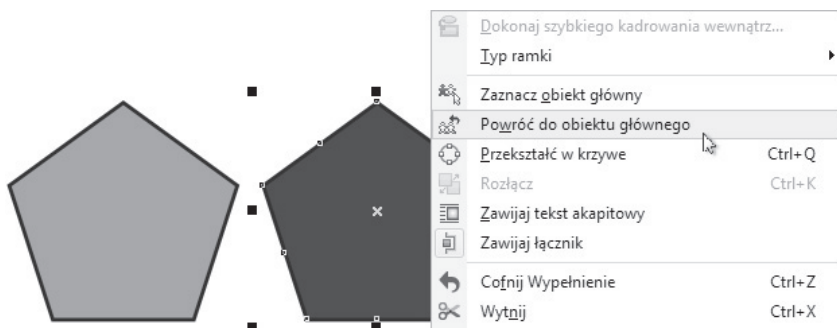 Dokonaj szybkiego kadrowania wewnątrz...
Typ ramki
Zaznacz obiekt główny
Powróć do obiektu głównego
Przekształć w krzywe Ctrl+Q
Rozłącz Ctrl+K
Zawijaj tekst akapitowy
Zawijaj łącznik
Cofnij Wypełnienie Ctrl+Z
Wytnij Ctrl+X